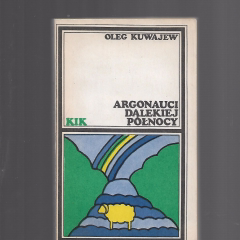 OLEG KUWAJEW
ARGONAUCI
DALEKIEJ
KIK PÓŁNOCY